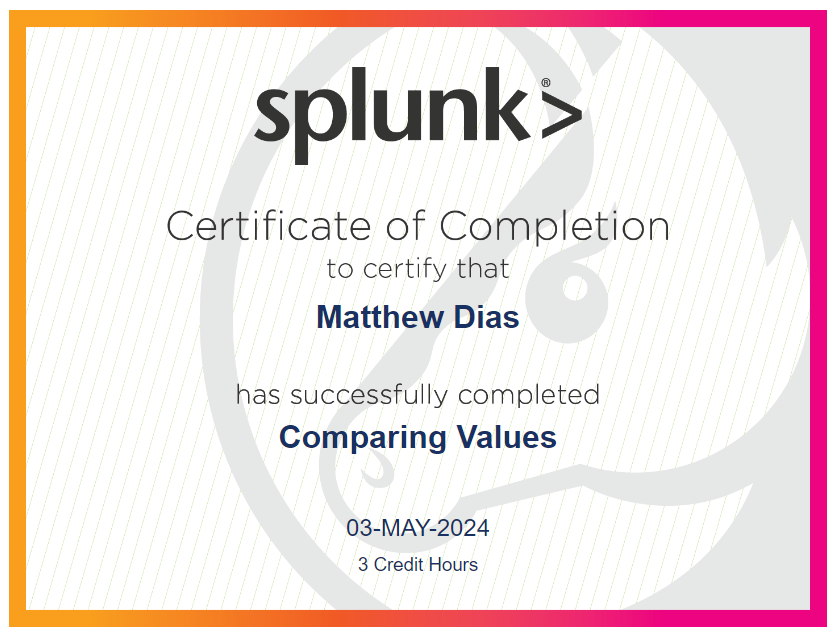 splunk>®
Certificate of Completion
to certify that
Matthew Dias
has successfully completed
Comparing Values
03-MAY-2024
3 Credit Hours